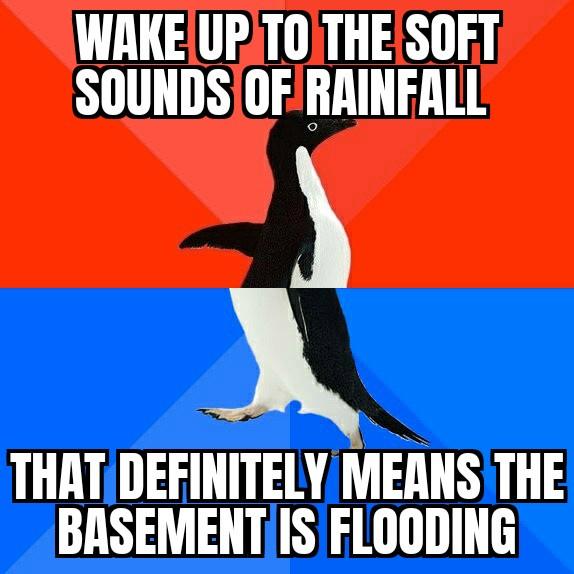 WAKE UP TO THE SOFT
SOUNDS OF RAINFALL
THAT DEFINITELY MEANS THE
BASEMENT IS FLOODING